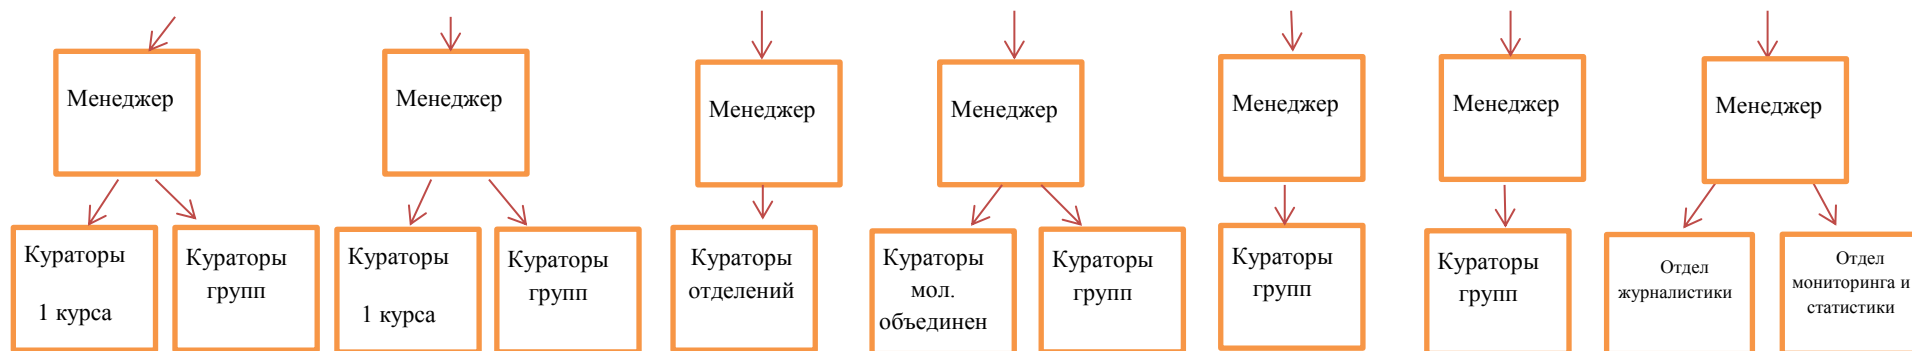 Менеджер
Менеджер
Менеджер
Менеджер
Менеджер
Менеджер
Менеджер
Кураторы
1 курса
Кураторы
групп
Кураторы
1 курса
Кураторы
групп
Кураторы
отделений
Кураторы
мол.
объединен
Кураторы
групп
Кураторы
групп
Кураторы
групп
Отдел
журналистики
Отдел
мониторинга и
статистики